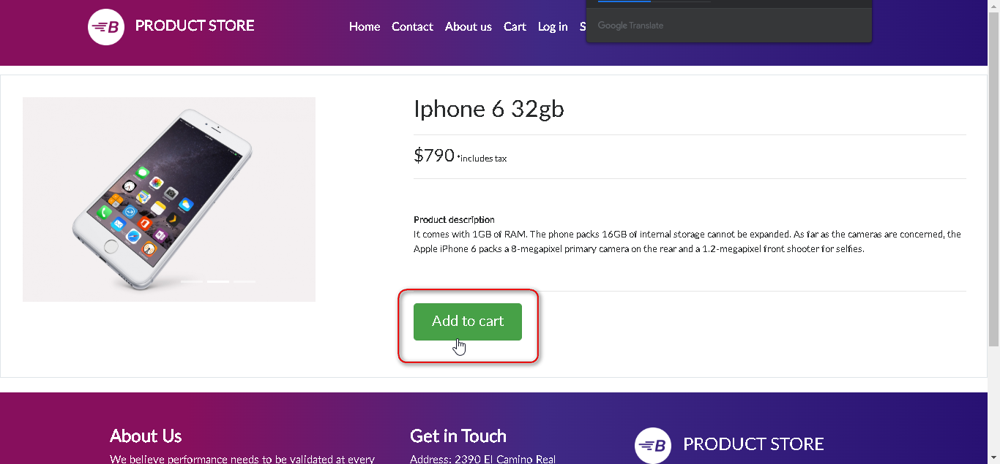 PRODUCT STORE
Home Contact About us Cart Log in S
Google Translate
Iphone 6 32gb
$790 *includes tax
Product description
It comes with 1GB of RAM. The phone packs 16GB of internal storage cannot be expanded. As far as the cameras are concerned, the
Apple iPhone 6 packs a 8-megapixel primary camera on the rear and a 1.2-megapixel front shooter for selfies.
Add to cart
About Us
We believe performance needs to be validated at every
Get in Touch
Address: 2390 El Camino Real
B PRODUCT STORE